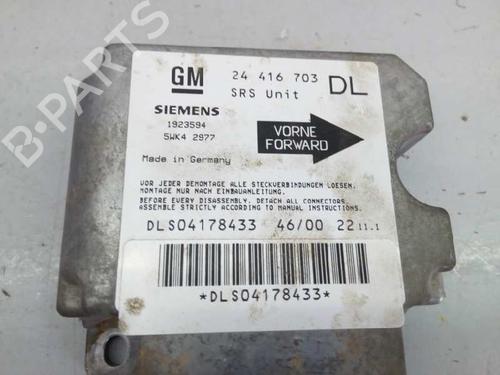 GM 24 416 703 DL
SRS Unit
SIEMENS
1923594
5WK4 2977
VORNE
FORWARD
Made in Germany
VOR JEDER DEMONTAGE ALLE STECKVERBINDUNGEN LOESEN.
MONTAGE NUR NACH EINBAUANLEITUNG.
BEFORE EVERY DISASSEMBLY, DETACH ALL CONNECTORS.
ASSEMBLE STRICTLY ACCORDING TO MANUAL INSTRUCTIONS.
DLS04178433 46/00 22 11.1
*DLS04178433*
B-PARTS